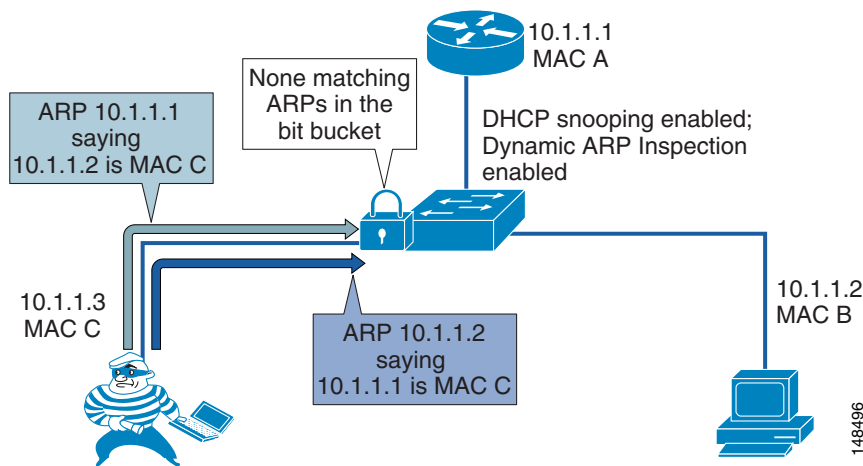 10.1.1.1
MAC A
None matching
ARPs in the
bit bucket
ARP 10.1.1.1
saying
10.1.1.2 is MAC C
DHCP snooping enabled;
Dynamic ARP Inspection
enabled
10.1.1.3
MAC C
ARP 10.1.1.2
saying
10.1.1.1 is MAC C
10.1.1.2
MAC B
148496